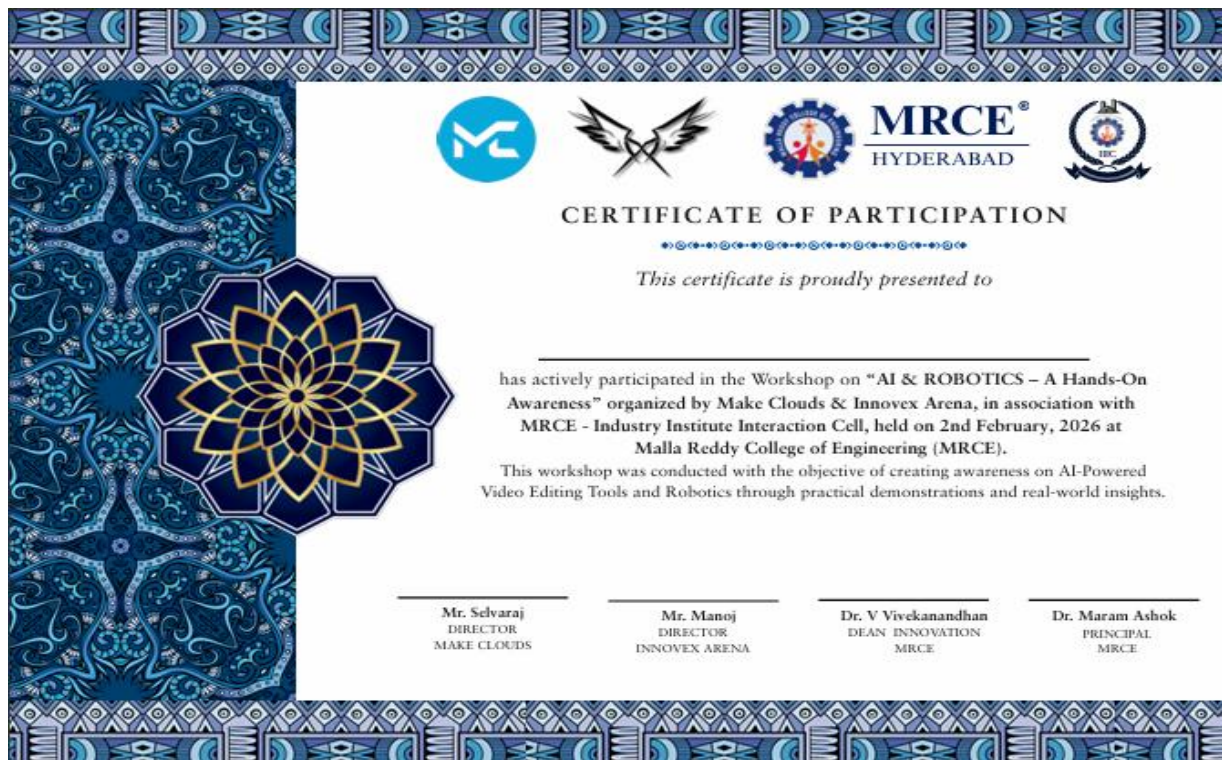 MRCE®
HYDERABAD
IIIC
CERTIFICATE OF PARTICIPATION
This certificate is proudly presented to
has actively participated in the Workshop on “AI & ROBOTICS – A Hands-On
Awareness” organized by Make Clouds & Innovex Arena, in association with
MRCE - Industry Institute Interaction Cell, held on 2nd February, 2026 at
Malla Reddy College of Engineering (MRCE).
This workshop was conducted with the objective of creating awareness on AI-Powered
Video Editing Tools and Robotics through practical demonstrations and real-world insights.
Mr. Selvaraj
DIRECTOR
MAKE CLOUDS
Mr. Manoj
DIRECTOR
INNOVEX ARENA
Dr. V Vivekanandhan
DEAN INNOVATION
MRCE
Dr. Maram Ashok
PRINCIPAL
MRCE